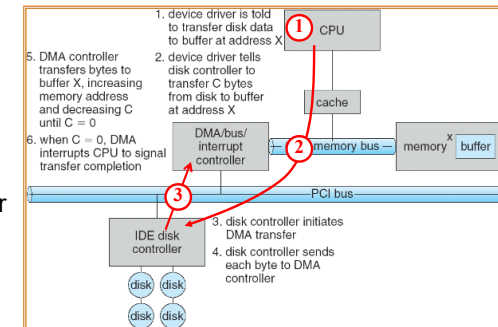 1. device driver is told
to transfer disk data
to buffer at address X
1
CPU
5. DMA controller
transfers bytes to
buffer X, increasing
memory address
and decreasing C
until C = 0
2. device driver tells
disk controller to
transfer C bytes
from disk to buffer
at address X
cache
6. when C = 0, DMA
interrupts CPU to signal
transfer completion
DMA/bus/
interrupt
controller
2
memory bus
memory
x
buffer
3
PCI bus
r
IDE disk
controller
3. disk controller initiates
DMA transfer
4. disk controller sends
each byte to DMA
controller
disk disk
disk disk